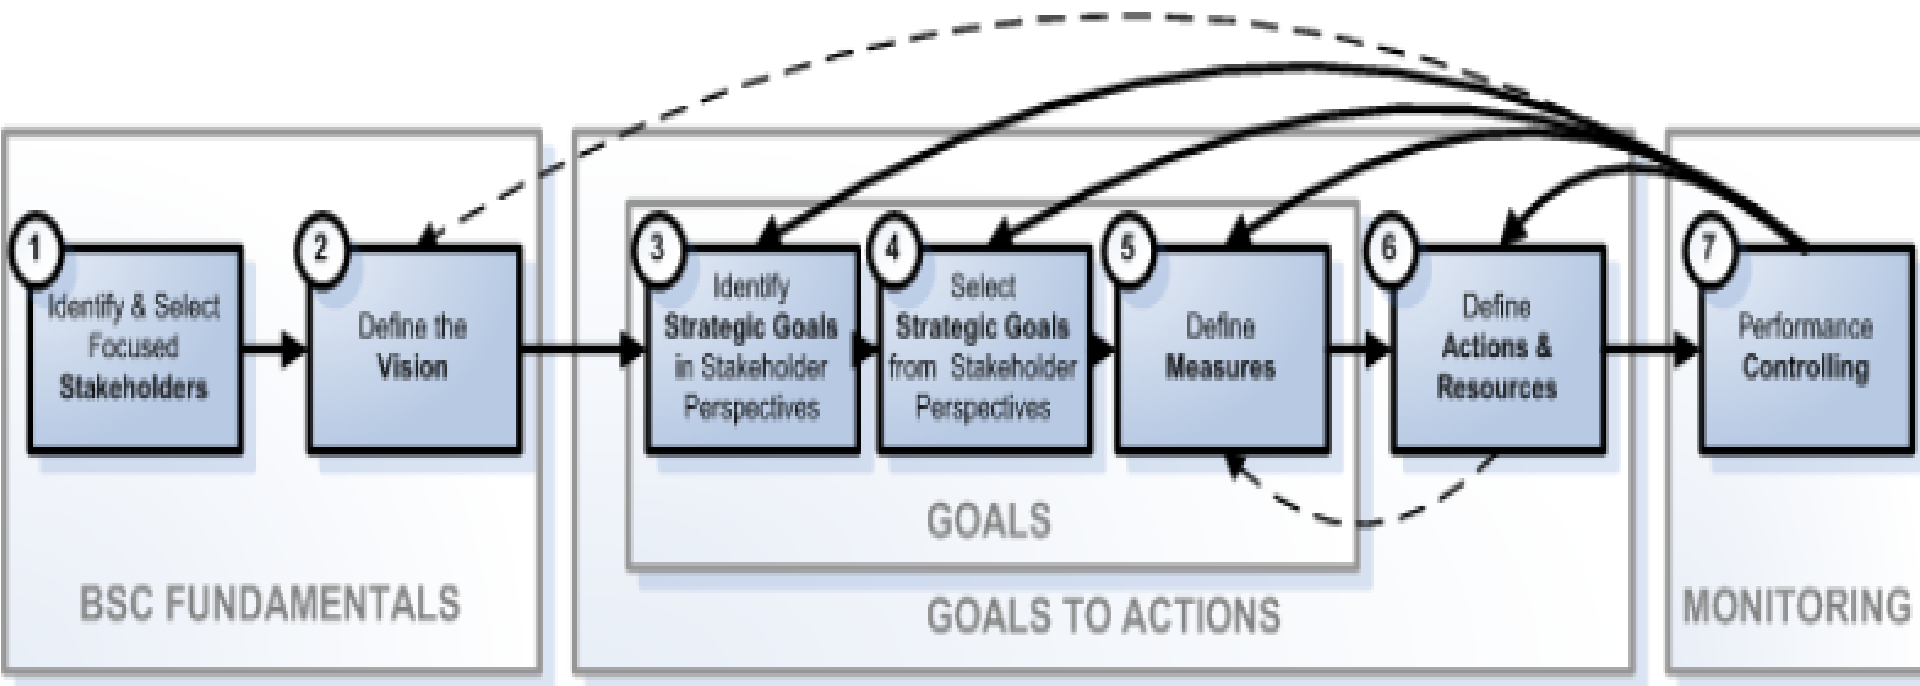 1
Identify & Select
Focused
Stakeholders
2
Define the
Vision
3
Identify
Strategic Goals
in Stakeholder
Perspectives
4
Select
Strategic Goals
from Stakeholder
Perspectives
5
Define
Measures
6
Define
Actions &
Resources
7
Performance
Controlling
GOALS
BSC FUNDAMENTALS
GOALS TO ACTIONS
MONITORING